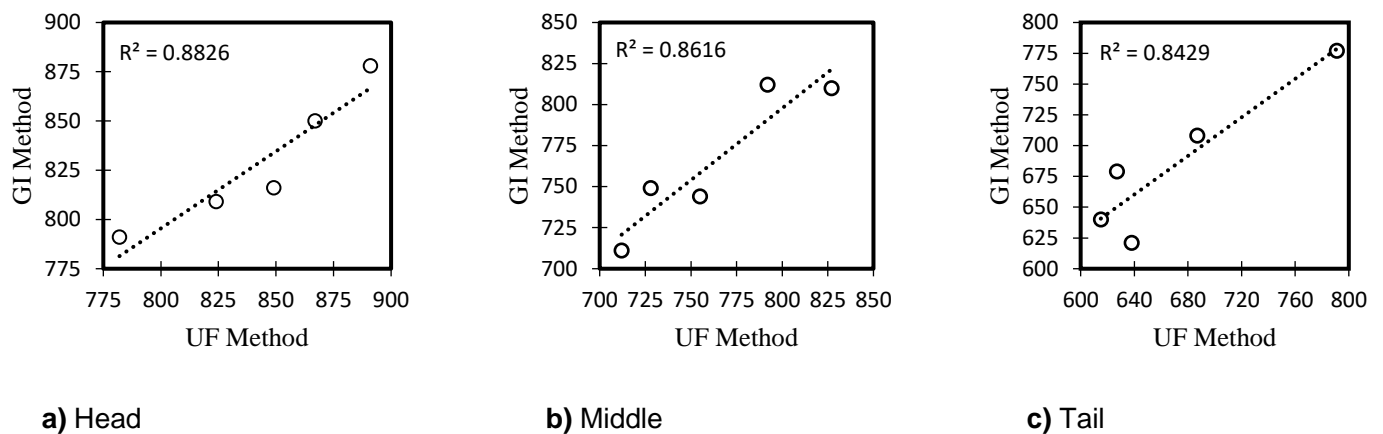 R² = 0.8826
900
875
850
825
800
775
GI Method
775 800 825 850 875 900
UF Method
a) Head
R² = 0.8616
850
825
800
775
750
725
700
GI Method
700 725 750 775 800 825 850
UF Method
b) Middle
R² = 0.8429
800
775
750
725
700
675
650
625
600
GI Method
600 640 680 720 760 800
UF Method
c) Tail